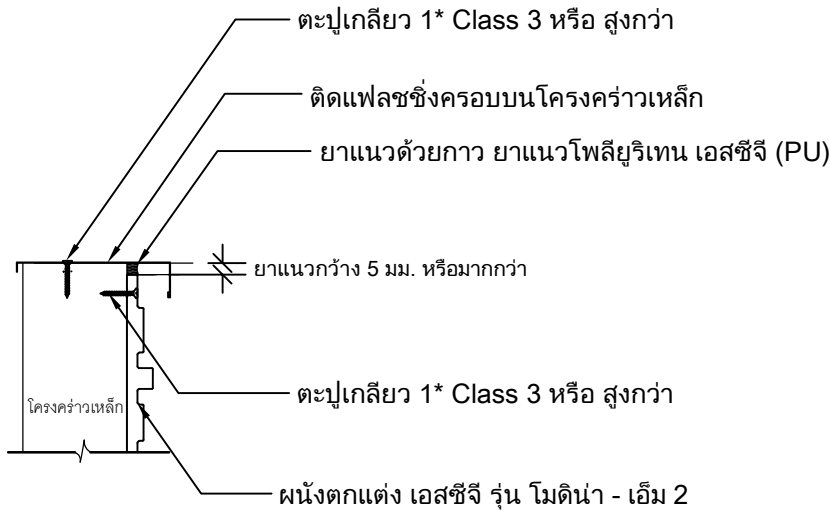 ตะปูเกลียว 1* Class 3 หรือ สูงกว่า
ติดแฟลชชิ่งครอบบนโครงคร่าวเหล็ก
ยาแนวด้วยกาว ยาแนวโพลียูริเทน เอสซีจี (PU)
ยาแนวกว้าง 5 มม. หรือมากกว่า
ตะปูเกลียว 1* Class 3 หรือ สูงกว่า
โครงคร่าวเหล็ก
ผนังตกแต่ง เอสซีจี รุ่น โมดิน่า - เอ็ม 2